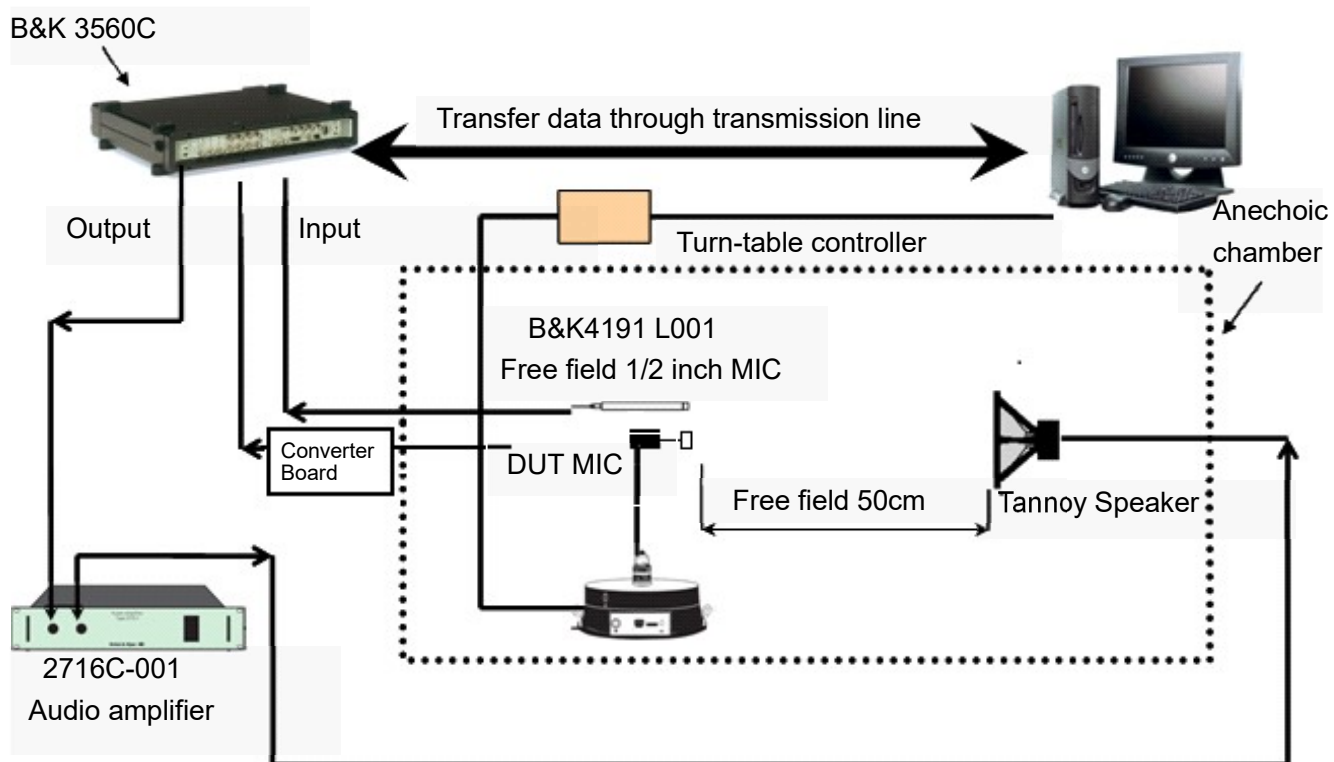 B&K 3560C
Transfer data through transmission line
Output
Input
Turn-table controller
Anechoic
chamber
B&K4191 L001
Free field 1/2 inch MIC
Converter
Board
DUT MIC
Free field 50cm
Tannoy Speaker
2716C-001
Audio amplifier